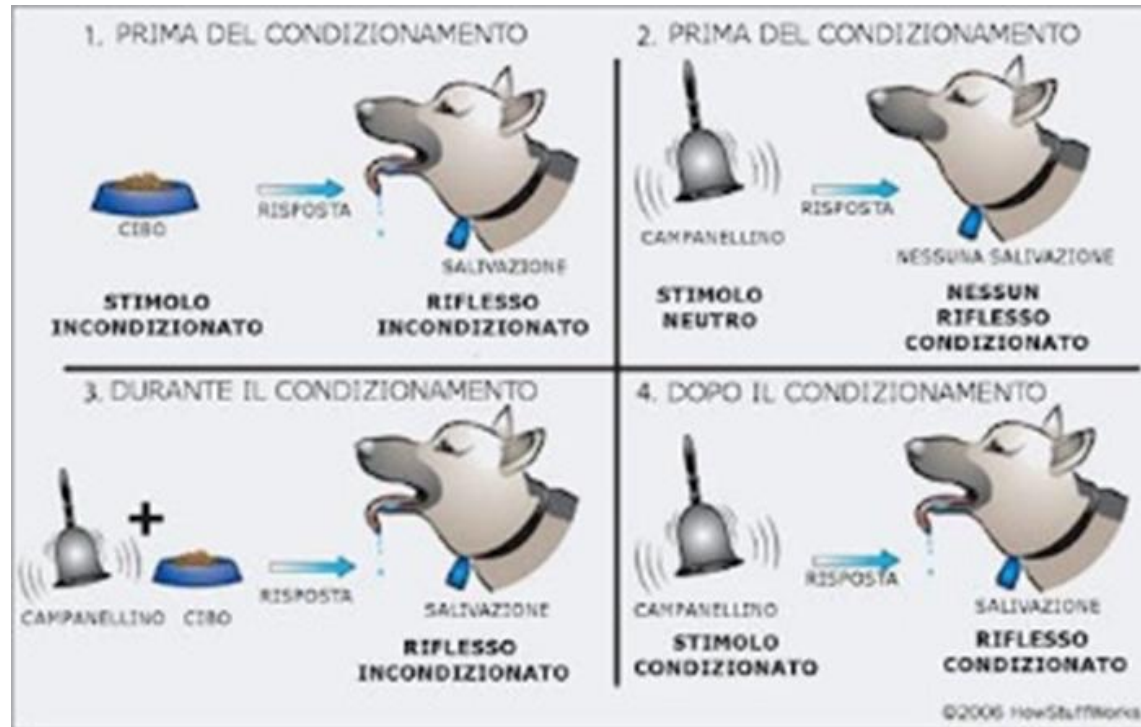 1. PRIMA DEL CONDIZIONAMENTO
CIBO
RISPOSTA
SALIVAZIONE
STIMOLO
INCONDIZIONATO
RIFLESSO
INCONDIZIONATO
2. PRIMA DEL CONDIZIONAMENTO
CAMPANELLINO
RISPOSTA
NESSUNA SALIVAZIONE
STIMOLO
NEUTRO
NESSUN
RIFLESSO
CONDIZIONATO
3. DURANTE IL CONDIZIONAMENTO
+
CAMPANELLINO CIBO
RISPOSTA
SALIVAZIONE
RIFLESSO
INCONDIZIONATO
4. DOPO IL CONDIZIONAMENTO
CAMPANELLINO
RISPOSTA
SALIVAZIONE
STIMOLO
CONDIZIONATO
RIFLESSO
CONDIZIONATO
©2006 HowStuffWorks